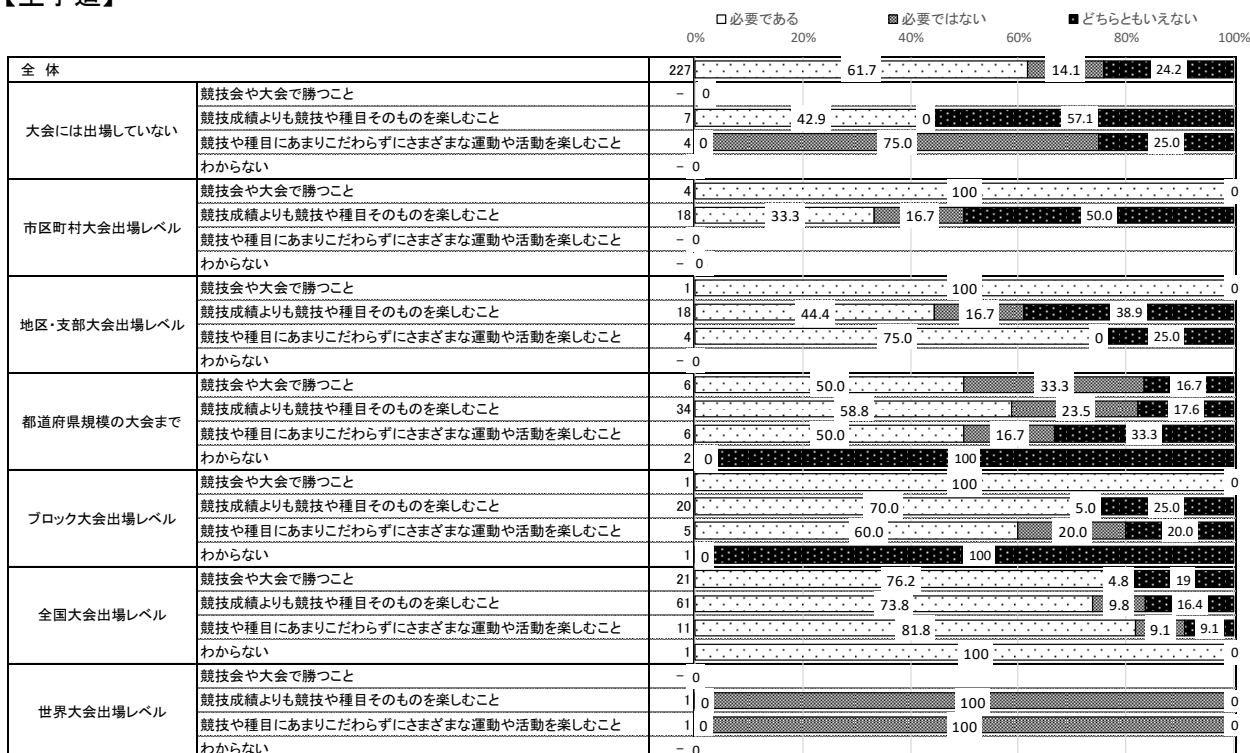 □必要である ▩必要ではない ■どちらともいえない
0% 20% 40% 60% 80% 100%
全 体 227 61.7 14.1 24.2
大会には出場していない
競技会や大会で勝つこと － 0
競技成績よりも競技や種目そのものを楽しむこと 7 42.9 0 57.1
競技や種目にあまりこだわらずにさまざまな運動や活動を楽しむこと 4 0 75.0 25.0
わからない － 0
市区町村大会出場レベル
競技会や大会で勝つこと 4 100 0
競技成績よりも競技や種目そのものを楽しむこと 18 33.3 16.7 50.0
競技や種目にあまりこだわらずにさまざまな運動や活動を楽しむこと － 0
わからない － 0
地区・支部大会出場レベル
競技会や大会で勝つこと 1 100 0
競技成績よりも競技や種目そのものを楽しむこと 18 44.4 16.7 38.9
競技や種目にあまりこだわらずにさまざまな運動や活動を楽しむこと 4 75.0 0 25.0
わからない － 0
都道府県規模の大会まで
競技会や大会で勝つこと 6 50.0 33.3 16.7
競技成績よりも競技や種目そのものを楽しむこと 34 58.8 23.5 17.6
競技や種目にあまりこだわらずにさまざまな運動や活動を楽しむこと 6 50.0 16.7 33.3
わからない 2 0 100
ブロック大会出場レベル
競技会や大会で勝つこと 1 100 0
競技成績よりも競技や種目そのものを楽しむこと 20 70.0 5.0 25.0
競技や種目にあまりこだわらずにさまざまな運動や活動を楽しむこと 5 60.0 20.0 20.0
わからない 1 0 100
全国大会出場レベル
競技会や大会で勝つこと 21 76.2 4.8 19
競技成績よりも競技や種目そのものを楽しむこと 61 73.8 9.8 16.4
競技や種目にあまりこだわらずにさまざまな運動や活動を楽しむこと 11 81.8 9.1 9.1
わからない 1 100 0
世界大会出場レベル
競技会や大会で勝つこと － 0
競技成績よりも競技や種目そのものを楽しむこと 1 0 100 0
競技や種目にあまりこだわらずにさまざまな運動や活動を楽しむこと 1 0 100 0
わからない － 0